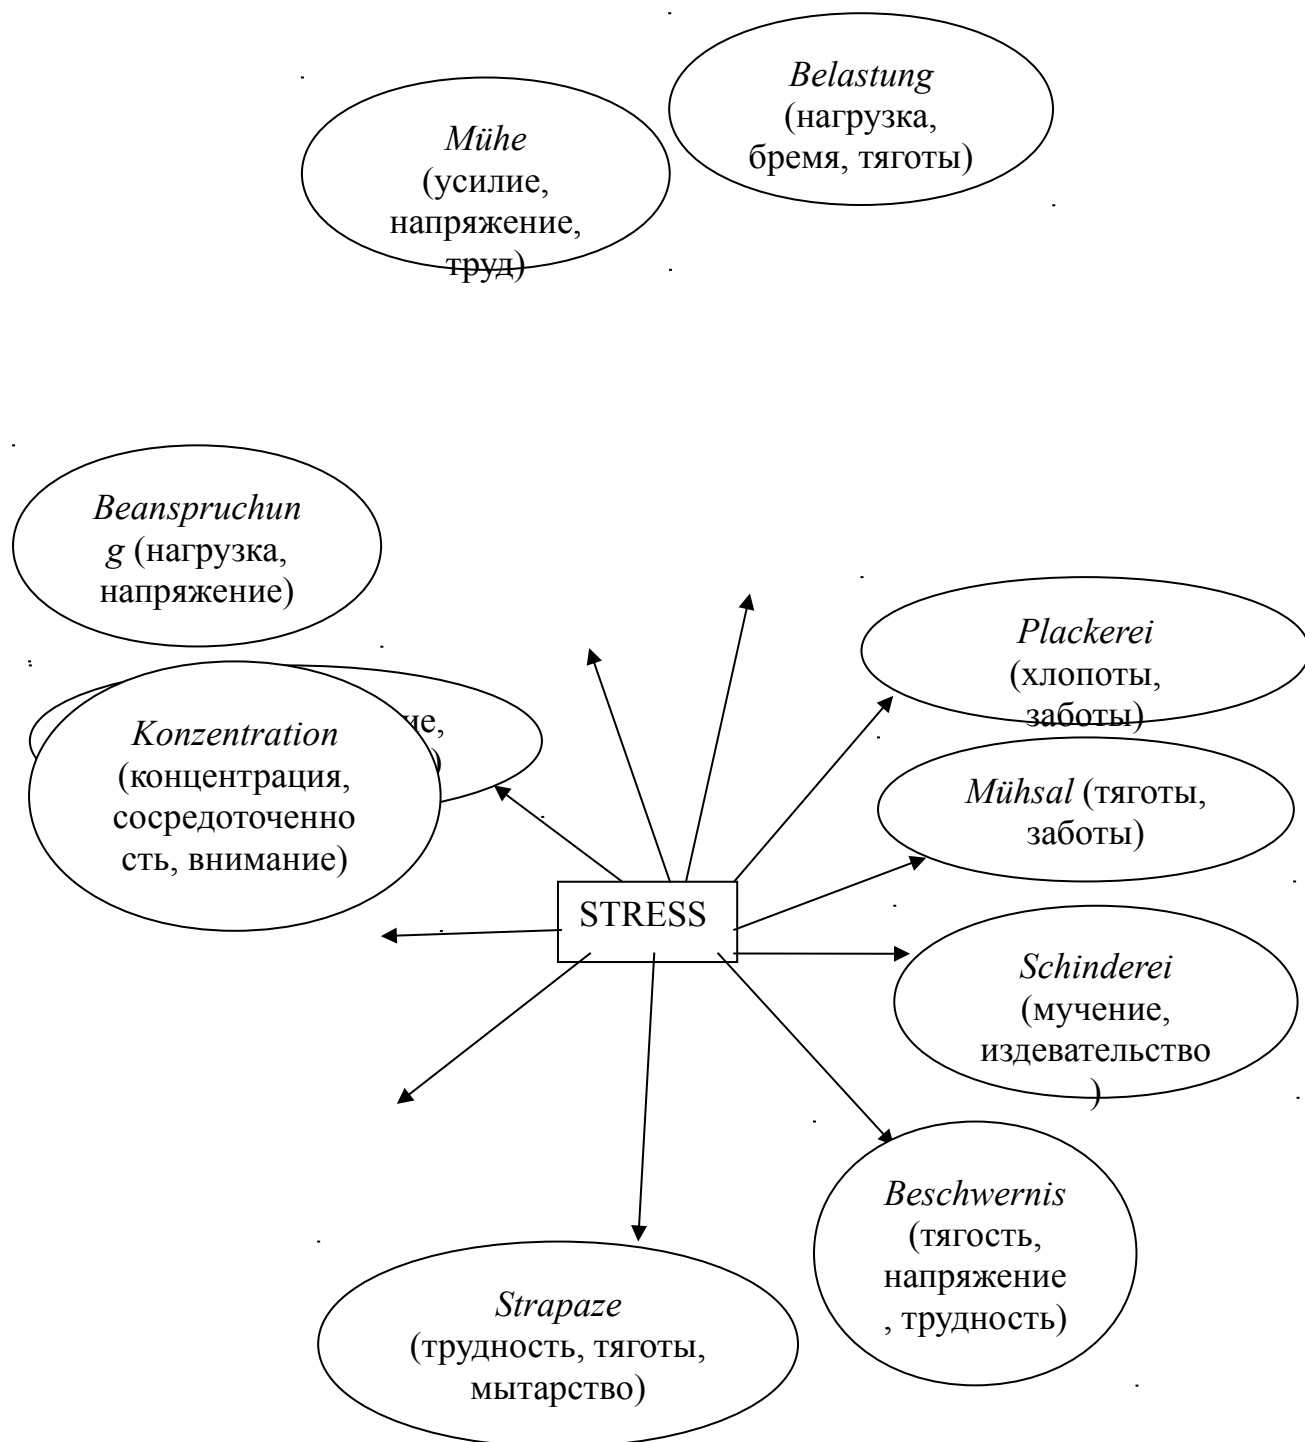 Belastung
(нагрузка,
бремя, тяготы)
Mühe
(усилие,
напряжение,
труд)
Beanspruchun
g (нагрузка,
напряжение)
Plackerei
(хлопоты,
заботы)
Konzentration
(концентрация,
сосредоточенно
сть, внимание)
Mühsal (тяготы,
заботы)
STRESS
Schinderei
(мучение,
издевательство
)
Beschwernis
(тягость,
напряжение
, трудность)
Strapaze
(трудность, тяготы,
мытарство)